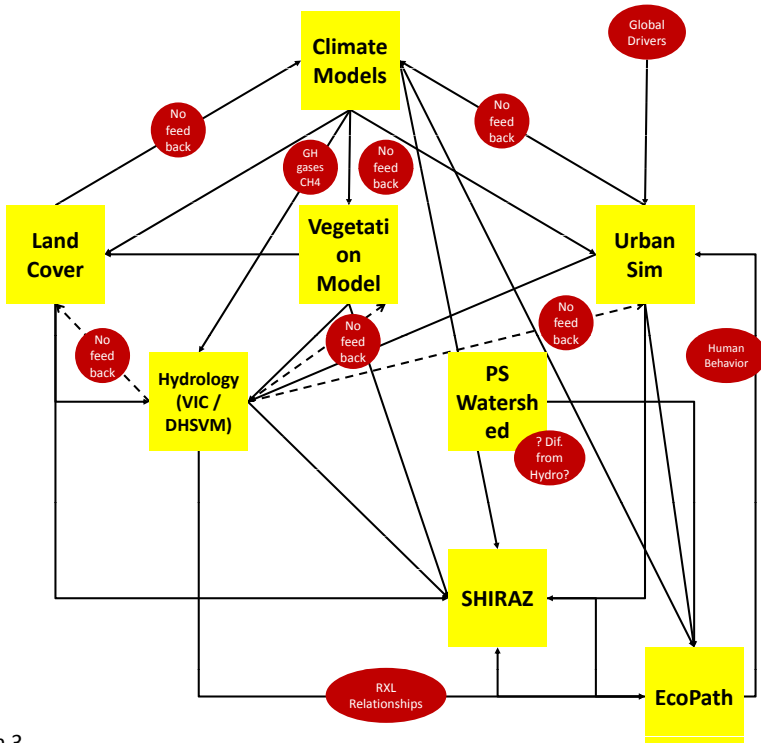 Climate
Models
Global
Drivers
No
feed
back
No
feed
back
GH
gases
CH4
No
feed
back
Land
Cover
Vegetati
on
Model
Urban
Sim
No
feed
back
No
feed
back
No
feed
back
Human
Behavior
Hydrology
(VIC /
DHSVM)
PS
Watersh
ed
? Dif.
from
Hydro?
SHIRAZ
RXL
Relationships
EcoPath